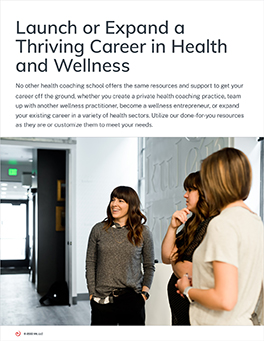 Launch or Expand a
Thriving Career in Health
and Wellness
No other health coaching school offers the same resources and support to get your
career off the ground, whether you create a private health coaching practice, team
up with another wellness practitioner, become a wellness entrepreneur, or expand
your existing career in a variety of health sectors. Utilize our done-for-you resources
as they are or customize them to meet your needs.